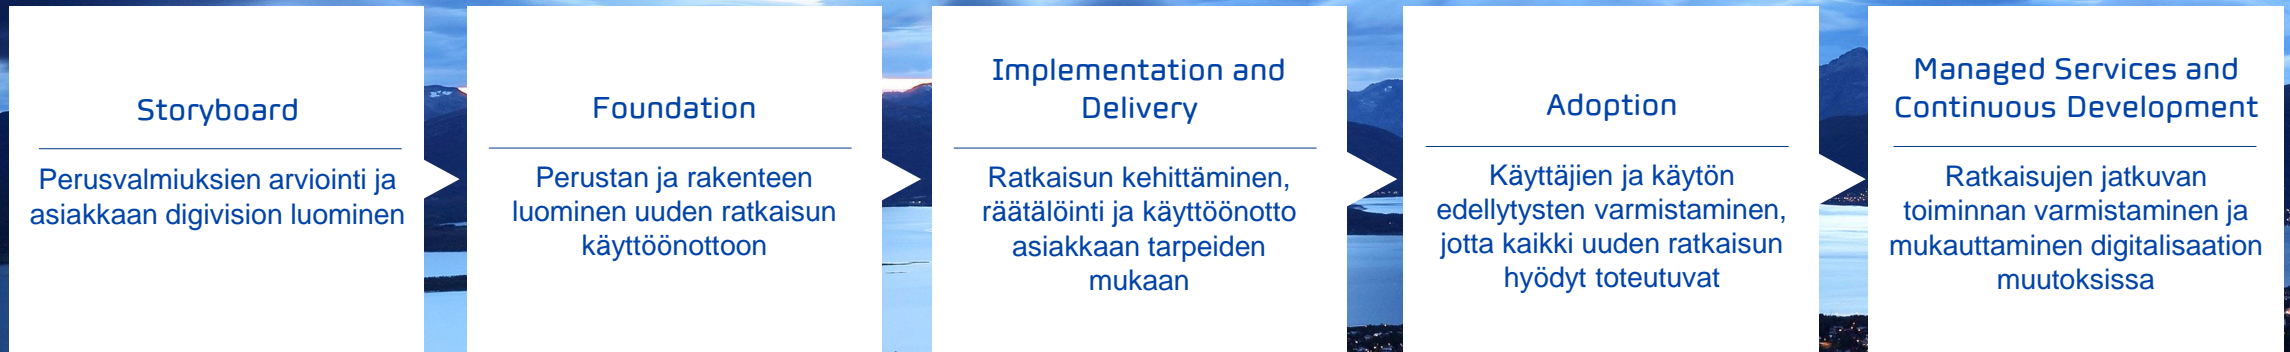 Storyboard
Perusvalmiuksien arviointi ja
asiakkaan digivision luominen
Foundation
Perustan ja rakenteen
luominen uuden ratkaisun
käyttöönottoon
Implementation and
Delivery
Ratkaisun kehittäminen,
räätälöinti ja käyttöönotto
asiakkaan tarpeiden
mukaan
Adoption
Käyttäjien ja käytön
edellytysten varmistaminen,
jotta kaikki uuden ratkaisun
hyödyt toteutuvat
Managed Services and
Continuous Development
Ratkaisujen jatkuvan
toiminnan varmistaminen ja
mukauttaminen digitalisaation
muutoksissa